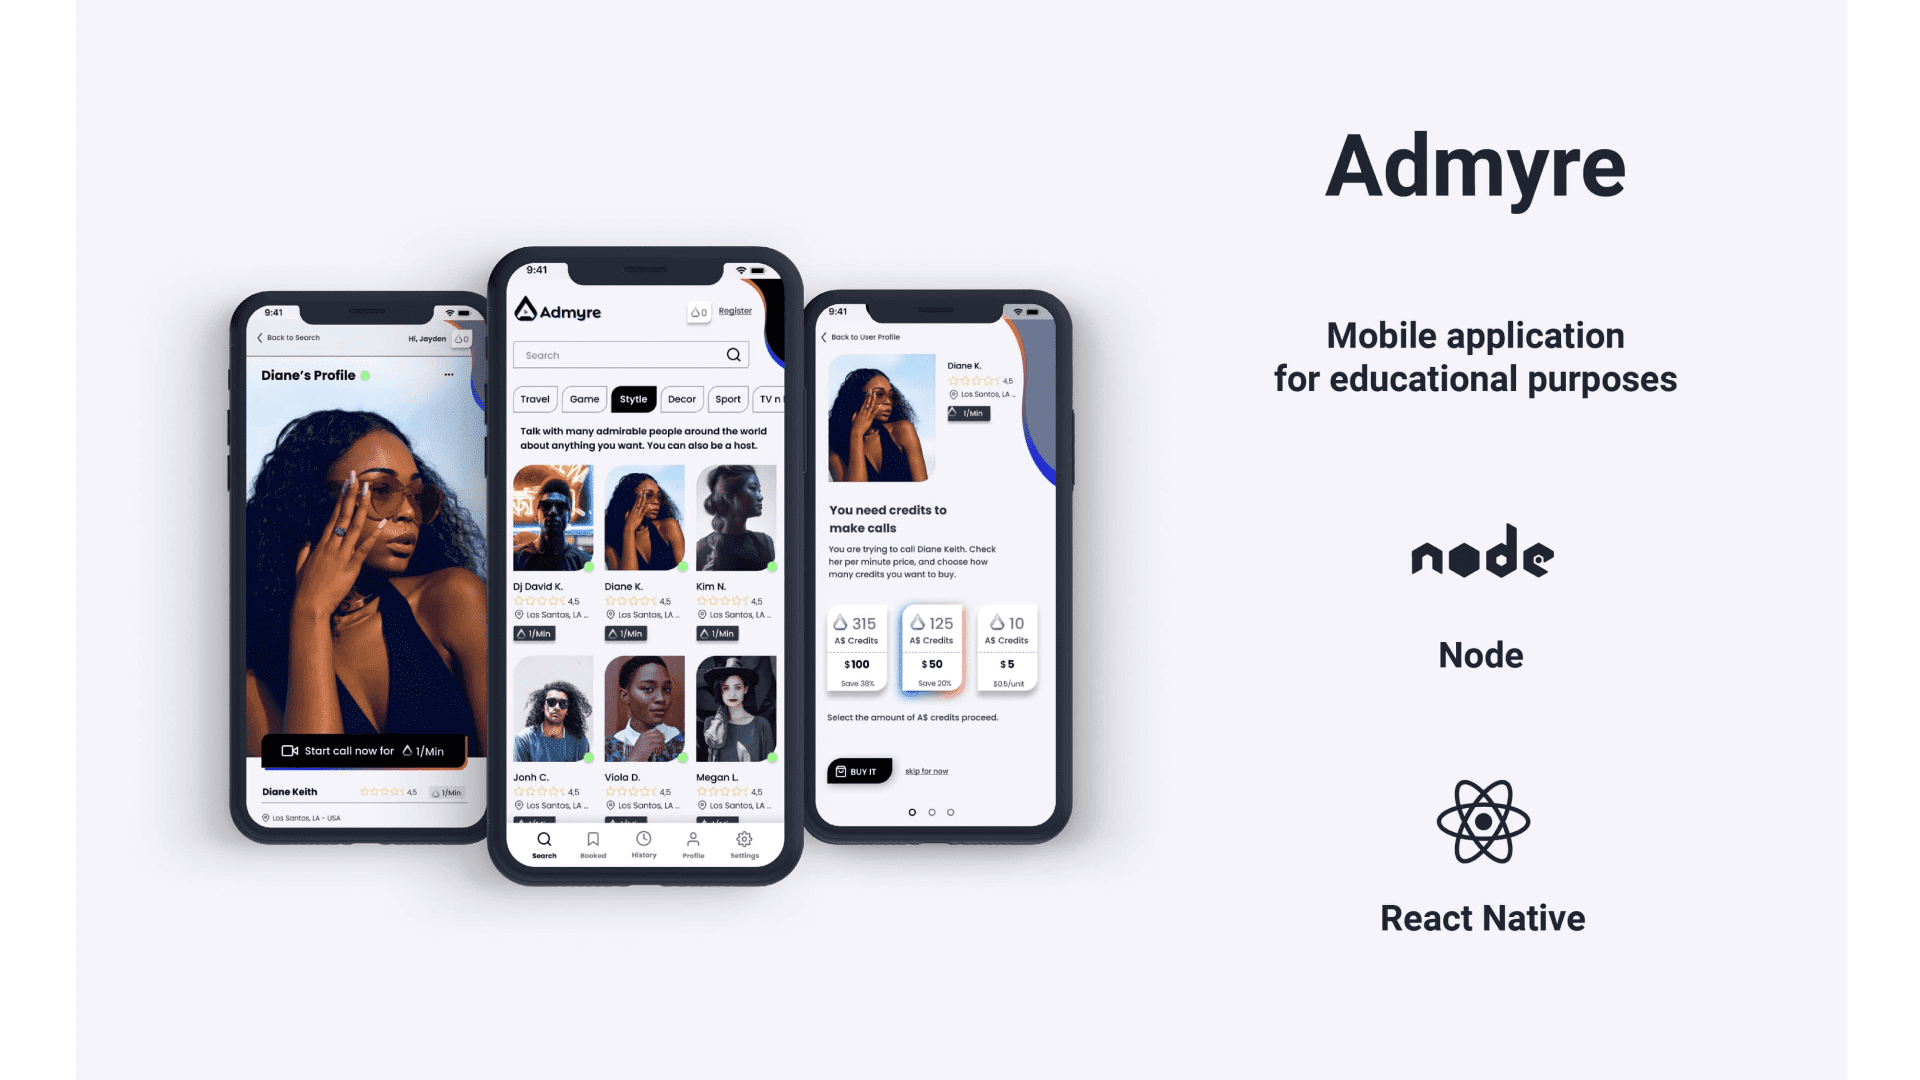 9:41
Back to Search
Hi, Jayden
0
Diane's Profile
Start call now for 1/Min
Diane Keith
4,5
1/Min
Los Santos, LA - USA
9:41
Admyre
0
Register
Search
Travel
Game
Stytle
Decor
Sport
TV n
Talk with many admirable people around the world
about anything you want. You can also be a host.
Dj David K.
4,5
Los Santos, LA ...
1/Min
Diane K.
4,5
Los Santos, LA ...
1/Min
Kim N.
4,5
Los Santos, LA ...
1/Min
Jonh C.
4,5
Los Santos, LA ...
Viola D.
4,5
Los Santos, LA ...
Megan L.
4,5
Los Santos, LA ...
Search
Booked
History
Profile
Settings
9:41
Back to User Profile
Diane K.
4,5
Los Santos, LA ...
1/Min
You need credits to
make calls
You are trying to call Diane Keith. Check
her per minute price, and choose how
many credits you want to buy.
315
A$ Credits
$100
Save 38%
125
A$ Credits
$50
Save 20%
10
A$ Credits
$5
$0.5/unit
Select the amount of A$ credits proceed.
BUY IT
skip for now
Admyre
Mobile application
for educational purposes
node
Node
React Native